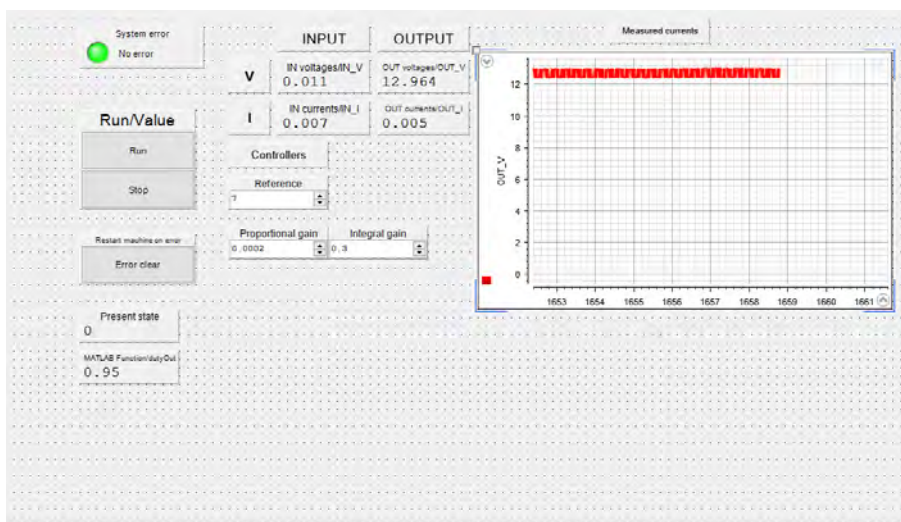 System error
No error
INPUT
OUTPUT
V
IN voltages/IN_V
0.011
OUT voltages/OUT_V
12.964
I
IN currents/IN_I
0.007
OUT currents/OUT_I
0.005
Run/Value
Run
Stop
Controllers
Reference
7
Proportional gain
0.0002
Integral gain
0.3
Restart machine on error
Error clear
Present state
0
MATLAB Function/dutyOut
0.95
Measured currents
OUT_V
12
10
8
6
4
2
0
1653 1654 1655 1656 1657 1658 1659 1660 1661